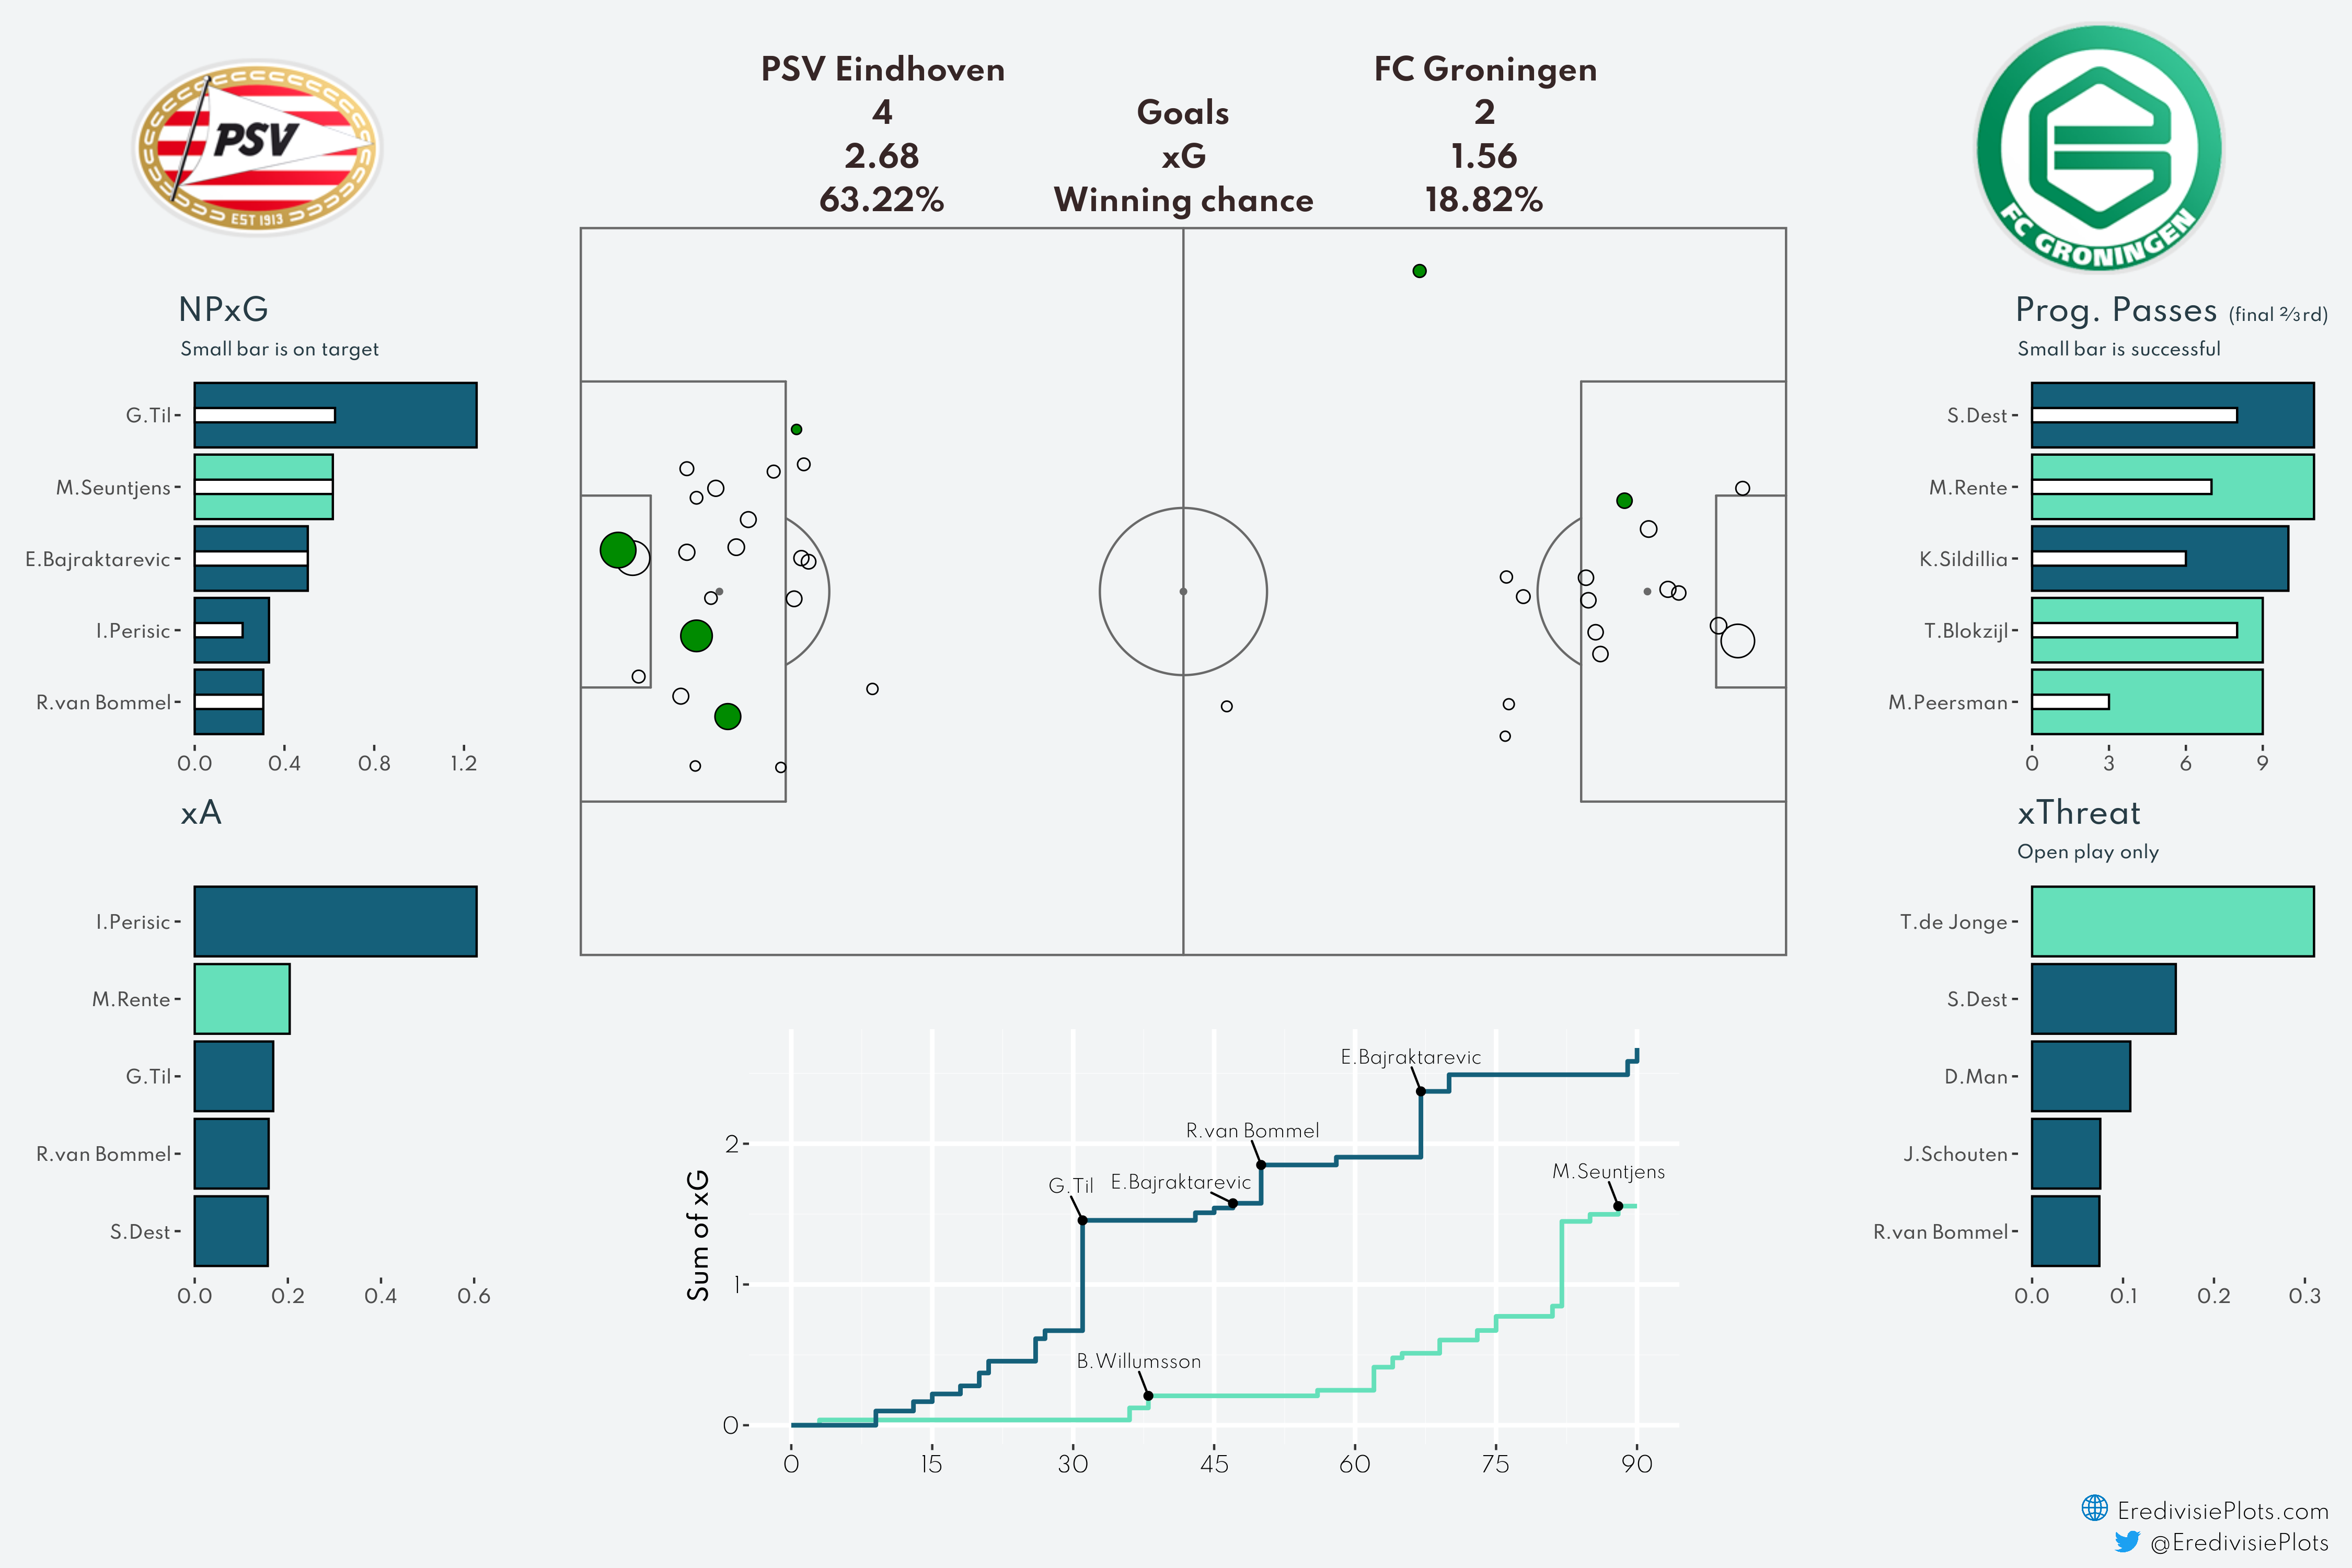 PSV Eindhoven FC Groningen
4 Goals 2
2.68 xG 1.56
63.22% Winning chance 18.82%
PSV
EST 1913
FC GRONINGEN
NPxG
Small bar is on target
G.Til
M.Seuntjens
E.Bajraktarevic
I.Perisic
R.van Bommel
0.0 0.4 0.8 1.2
xA
I.Perisic
M.Rente
G.Til
R.van Bommel
S.Dest
0.0 0.2 0.4 0.6
Sum of xG
2
1
0
E.Bajraktarevic
R.van Bommel
M.Seuntjens
G.Til
E.Bajraktarevic
B.Willumsson
0 15 30 45 60 75 90
Prog. Passes (final ⅔rd)
Small bar is successful
S.Dest
M.Rente
K.Sildillia
T.Blokzijl
M.Peersman
0 3 6 9
xThreat
Open play only
T.de Jonge
S.Dest
D.Man
J.Schouten
R.van Bommel
0.0 0.1 0.2 0.3
EredivisiePlots.com
@EredivisiePlots